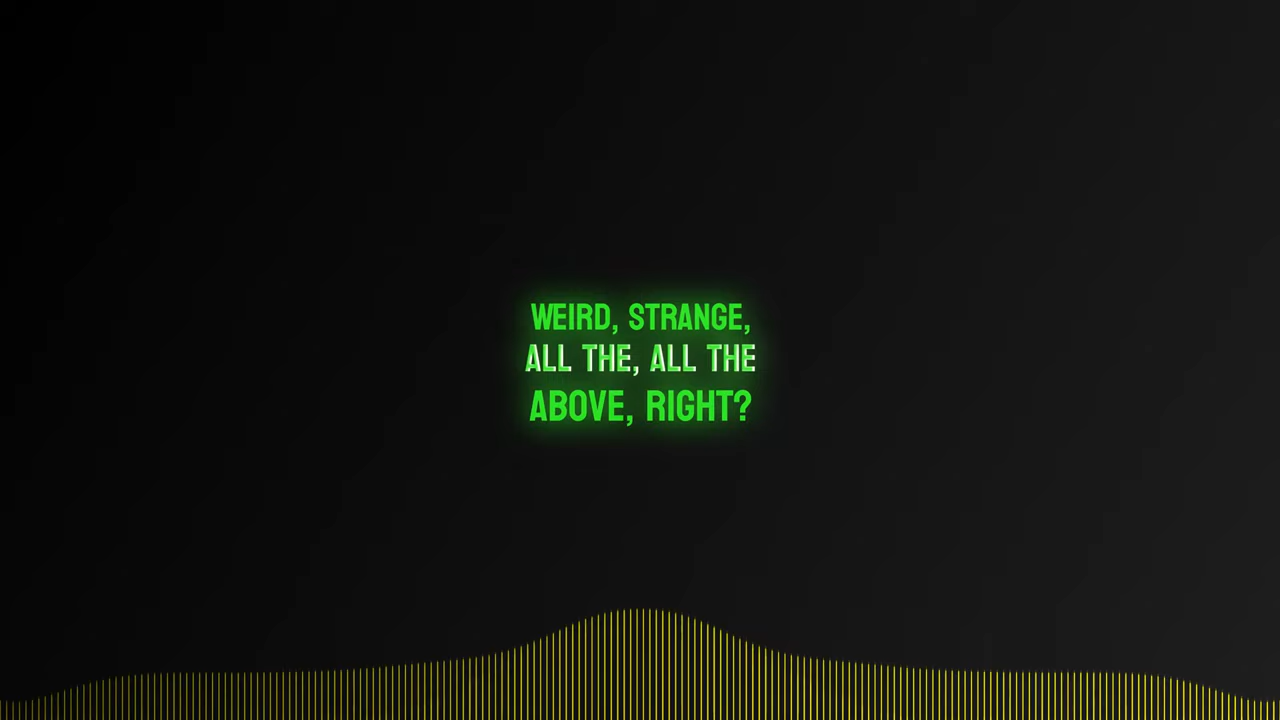 WEIRD, STRANGE,
ALL THE, ALL THE
ABOVE, RIGHT?